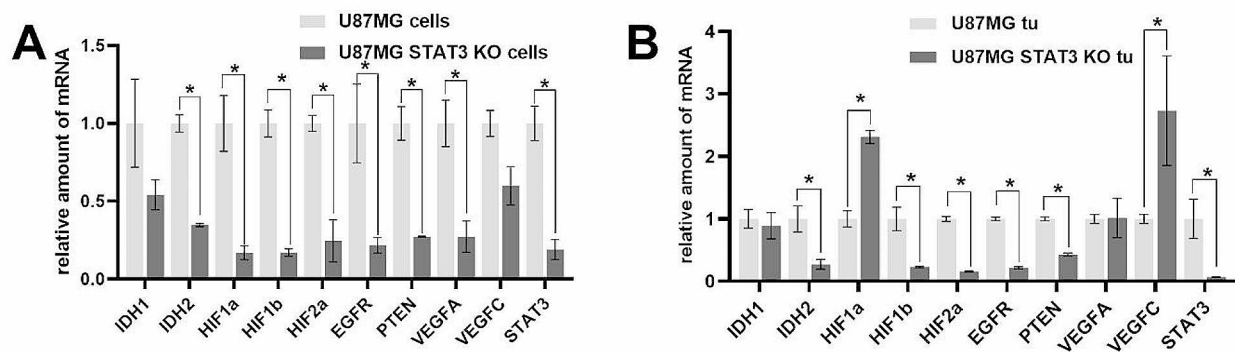 A
U87MG cells
U87MG STAT3 KO cells
relative amount of mRNA
1.5
1.0
0.5
0.0
* * * * * * * *
IDH1 IDH2 HIF1a HIF1b HIF2a EGFR PTEN VEGFA VEGFC STAT3
B
U87MG tu
U87MG STAT3 KO tu
relative amount of mRNA
4
3
2
1
0
* * * * * * * *
IDH1 IDH2 HIF1a HIF1b HIF2a EGFR PTEN VEGFA VEGFC STAT3